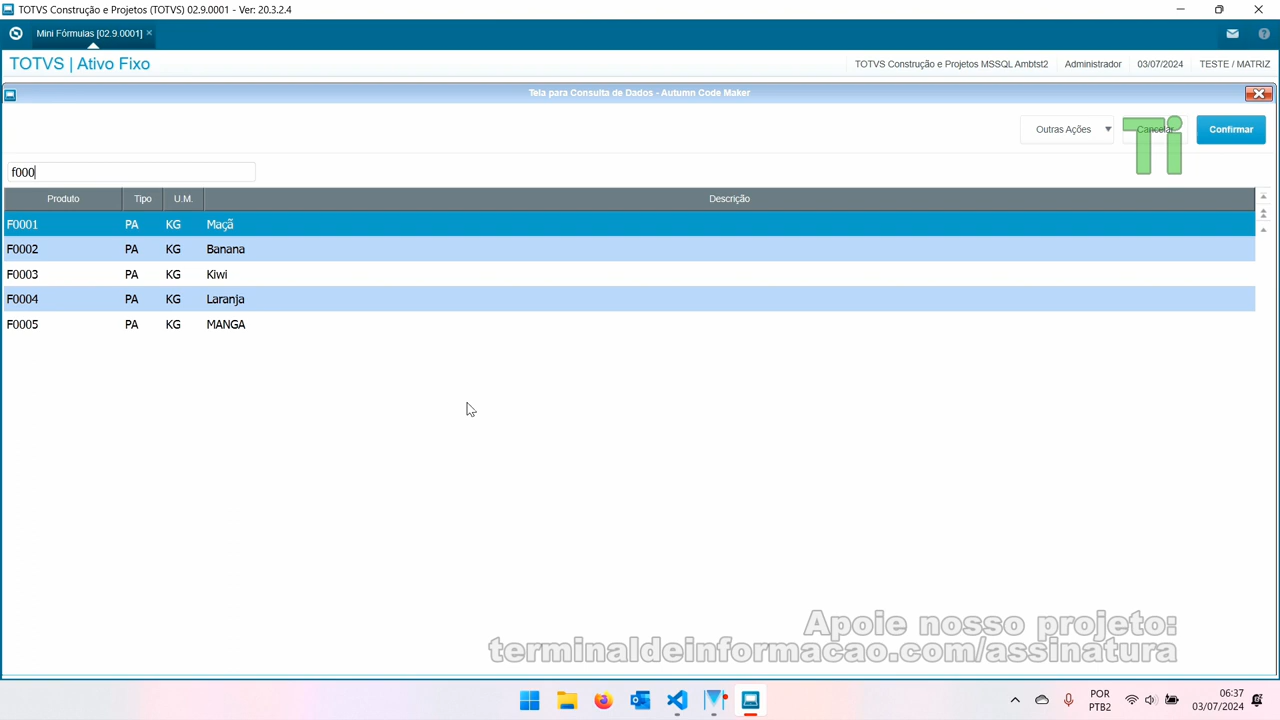 TOTVS Construção e Projetos (TOTVS) 02.9.0001 - Ver: 20.3.2.4
Mini Fórmulas [02.9.0001]
TOTVS | Ativo Fixo
TOTVS Construção e Projetos MSSQL Ambtst2 Administrador 03/07/2024 TESTE / MATRIZ
Tela para Consulta de Dados - Autumn Code Maker
Outras Ações Cancelar Confirmar
Ti
f000
Produto Tipo U.M. Descrição
F0001 PA KG Maçã
F0002 PA KG Banana
F0003 PA KG Kiwi
F0004 PA KG Laranja
F0005 PA KG MANGA
Apoie nosso projeto:
terminaldeinformacao.com/assinatura
POR 06:37
PTB2 03/07/2024